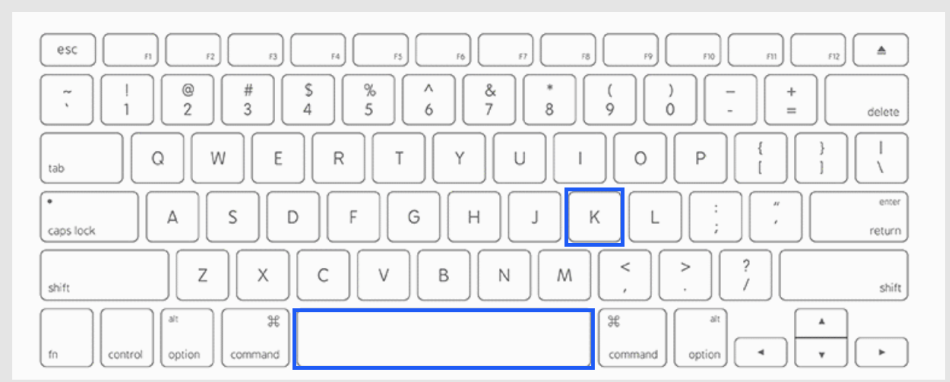 esc F1 F2 F3 F4 F5 F6 F7 F8 F9 F10 F11 F12
~ ! @ # $ % ^ & * ( ) – +
` 1 2 3 4 5 6 7 8 9 0 - = delete
tab Q W E R T Y U I O P { [ } ] | \
caps lock A S D F G H J K L : ; " ' enter return
shift Z X C V B N M < , > . ? / shift
fn control alt option ⌘ command ⌘ command alt option ◄ ▲ ▼ ►